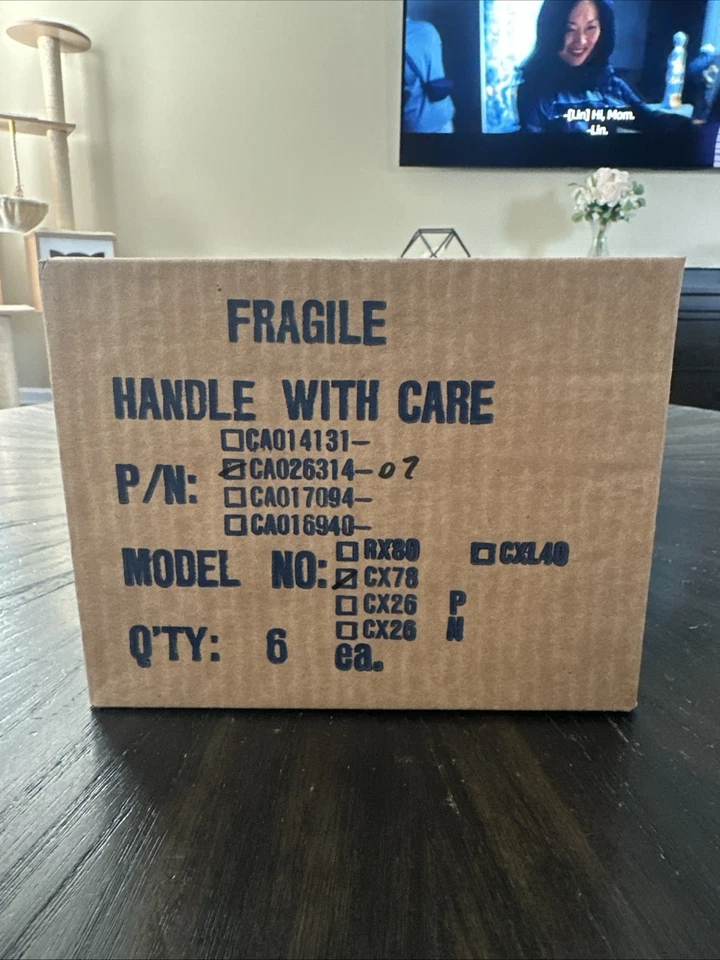 -[Lin] Hi, Mom.
-Lin.
FRAGILE
HANDLE WITH CARE
P/N:
☐CA014131-
☑CA026314-07
☐CA017094-
☐CA016940-
MODEL NO:
☐RX80 ☐CXL40
☑CX78
☐CX26 P
☐CX26 N
Q'TY: 6 ea.